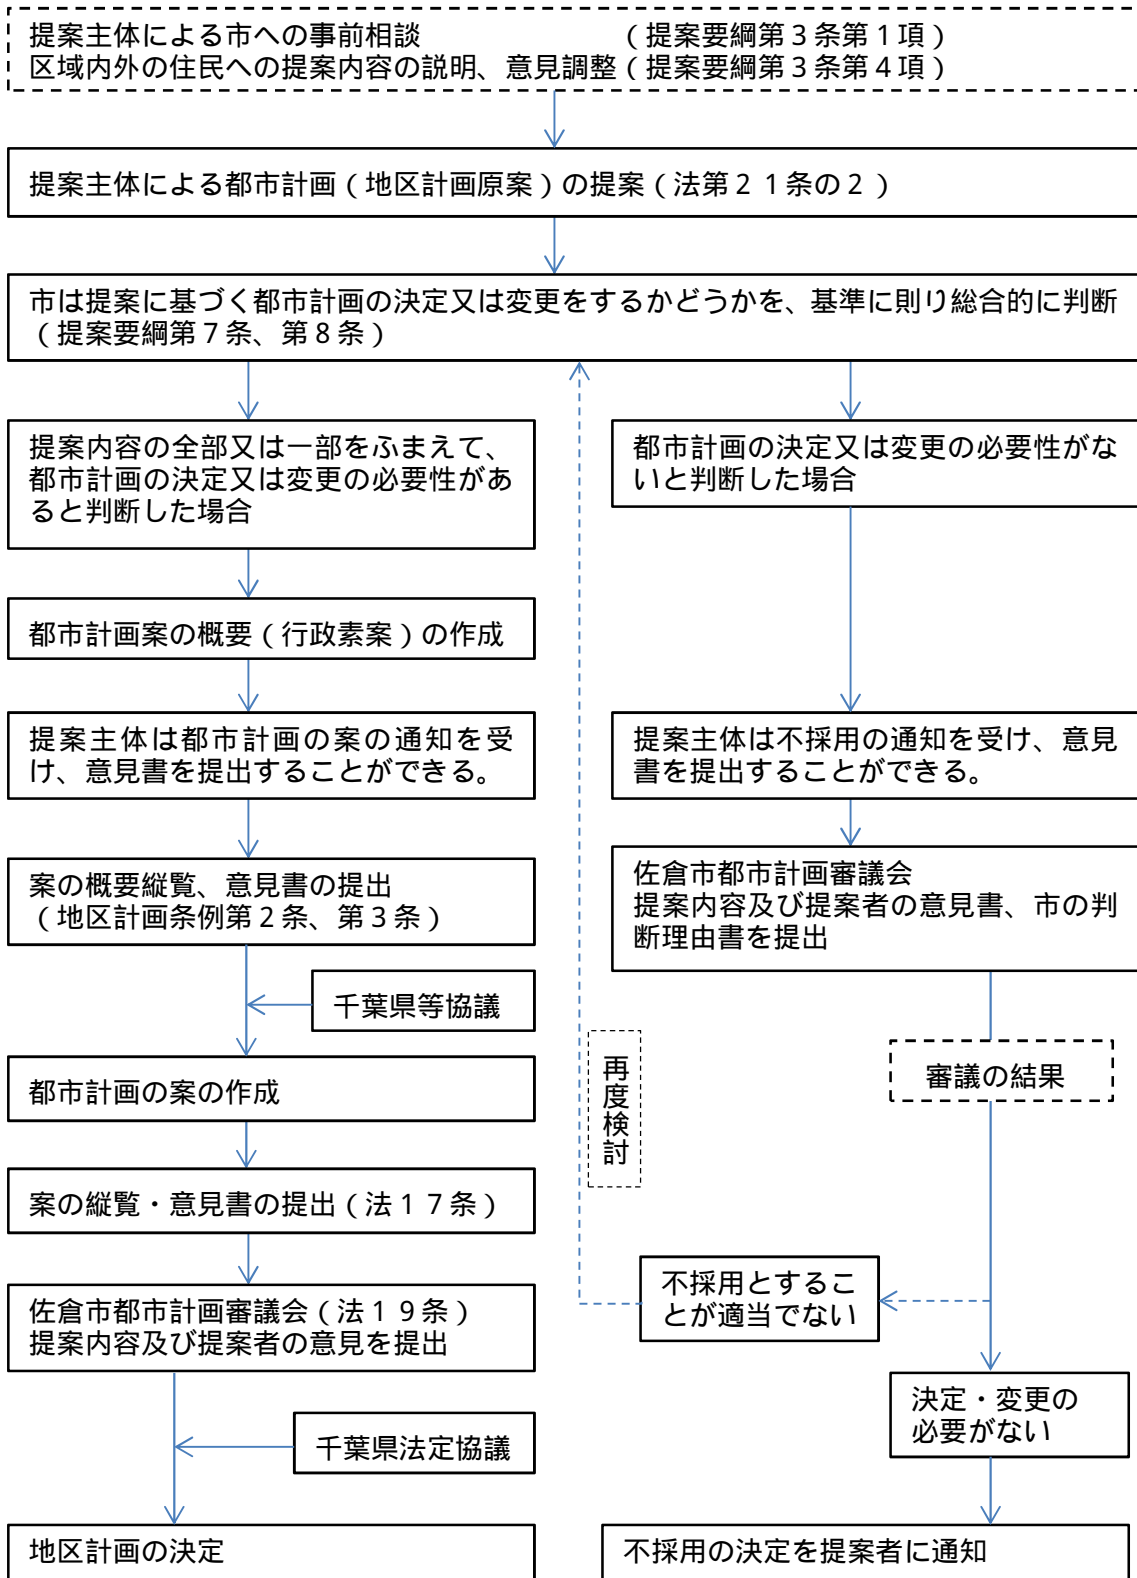 提案主体による市への事前相談　　　　　　（提案要綱第３条第１項）
区域内外の住民への提案内容の説明、意見調整（提案要綱第３条第４項）
提案主体による都市計画（地区計画原案）の提案（法第２１条の２）
市は提案に基づく都市計画の決定又は変更をするかどうかを、基準に則り総合的に判断
（提案要綱第７条、第８条）
提案内容の全部又は一部をふまえて、
都市計画の決定又は変更の必要性があ
ると判断した場合
都市計画案の概要（行政素案）の作成
提案主体は都市計画の案の通知を受
け、意見書を提出することができる。
案の概要縦覧、意見書の提出
（地区計画条例第２条、第３条）
千葉県等協議
都市計画の案の作成
案の縦覧・意見書の提出（法１７条）
佐倉市都市計画審議会（法１９条）
提案内容及び提案者の意見を提出
千葉県法定協議
地区計画の決定
都市計画の決定又は変更の必要性がな
いと判断した場合
提案主体は不採用の通知を受け、意見
書を提出することができる。
佐倉市都市計画審議会
提案内容及び提案者の意見書、市の判
断理由書を提出
審議の結果
再度検討
不採用とするこ
とが適当でない
決定・変更の
必要がない
不採用の決定を提案者に通知